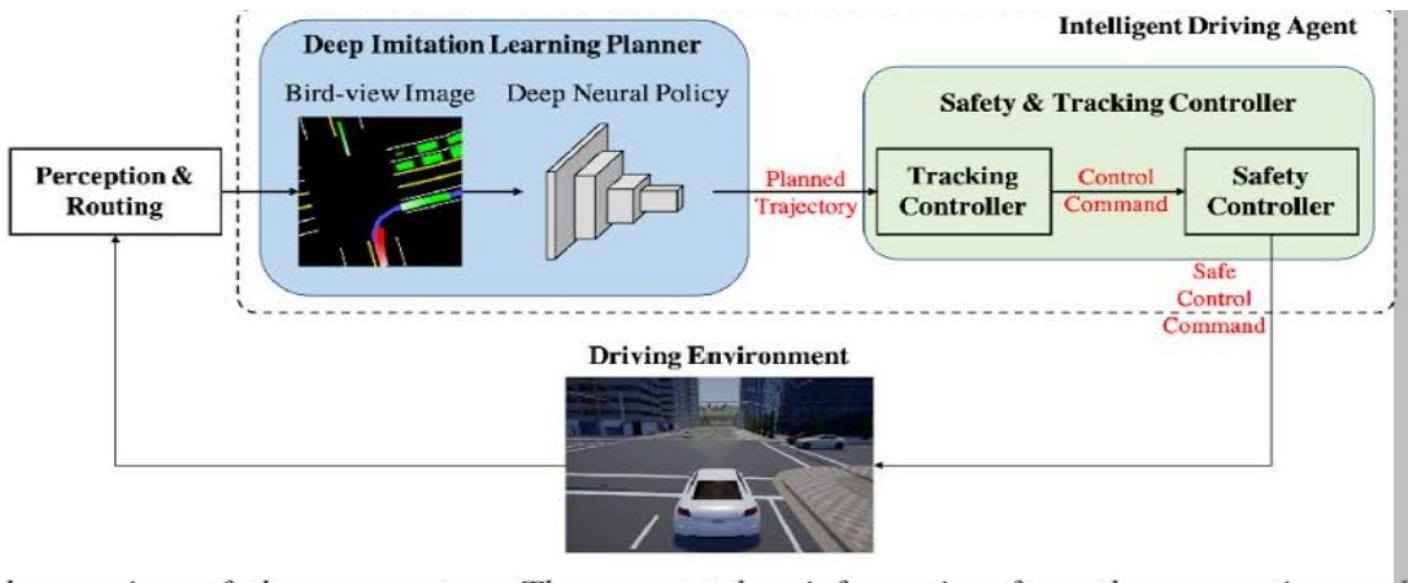 Intelligent Driving Agent
Deep Imitation Learning Planner
Bird-view Image
Deep Neural Policy
Safety & Tracking Controller
Perception &
Routing
Planned
Trajectory
Tracking
Controller
Control
Command
Safety
Controller
Safe
Control
Command
Driving Environment